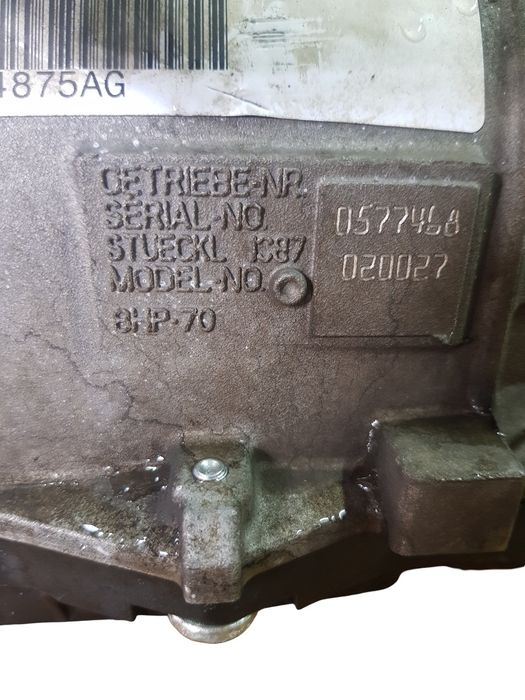 4875AG
GETRIEBE-NR.
SERIAL-NO. 0577468
STUECKL 1C87
MODEL-NO. 020027
8HP-70